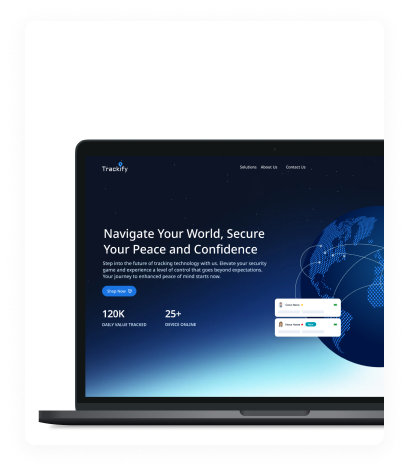 Trackify
Solutions About Us Contact Us
Navigate Your World, Secure
Your Peace and Confidence
Step into the future of tracking technology with us. Elevate your security
game and experience a level of control that goes beyond expectations.
Your journey to enhanced peace of mind starts now.
Shop Now
120K
DAILY VALUE TRACKED
25+
DEVICE ONLINE